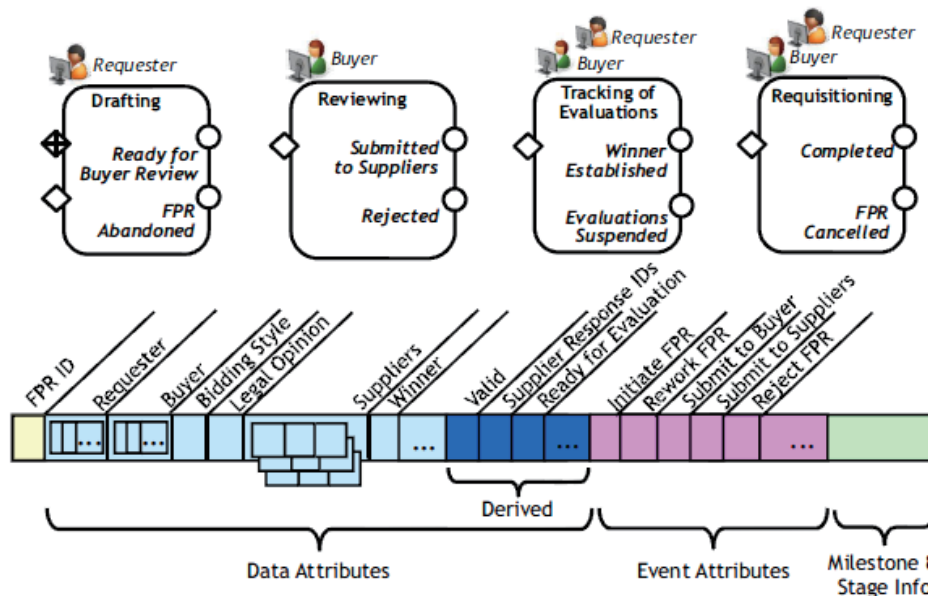 Requester
Buyer
Requester
Buyer
Requester
Buyer
Drafting
Ready for
Buyer Review
FPR
Abandoned
Reviewing
Submitted
to Suppliers
Rejected
Tracking of
Evaluations
Winner
Established
Evaluations
Suspended
Requisitioning
Completed
FPR
Cancelled
FPR ID
Requester
Buyer
Bidding Style
Legal Opinion
Suppliers
Winner
Valid
Supplier Response IDs
Ready for Evaluation
Initiate FPR
Rework FPR
Submit to Buyer
Submit to Suppliers
Reject FPR
... ... ... ... ...
Derived
Data Attributes
Event Attributes
Milestone &
Stage Info